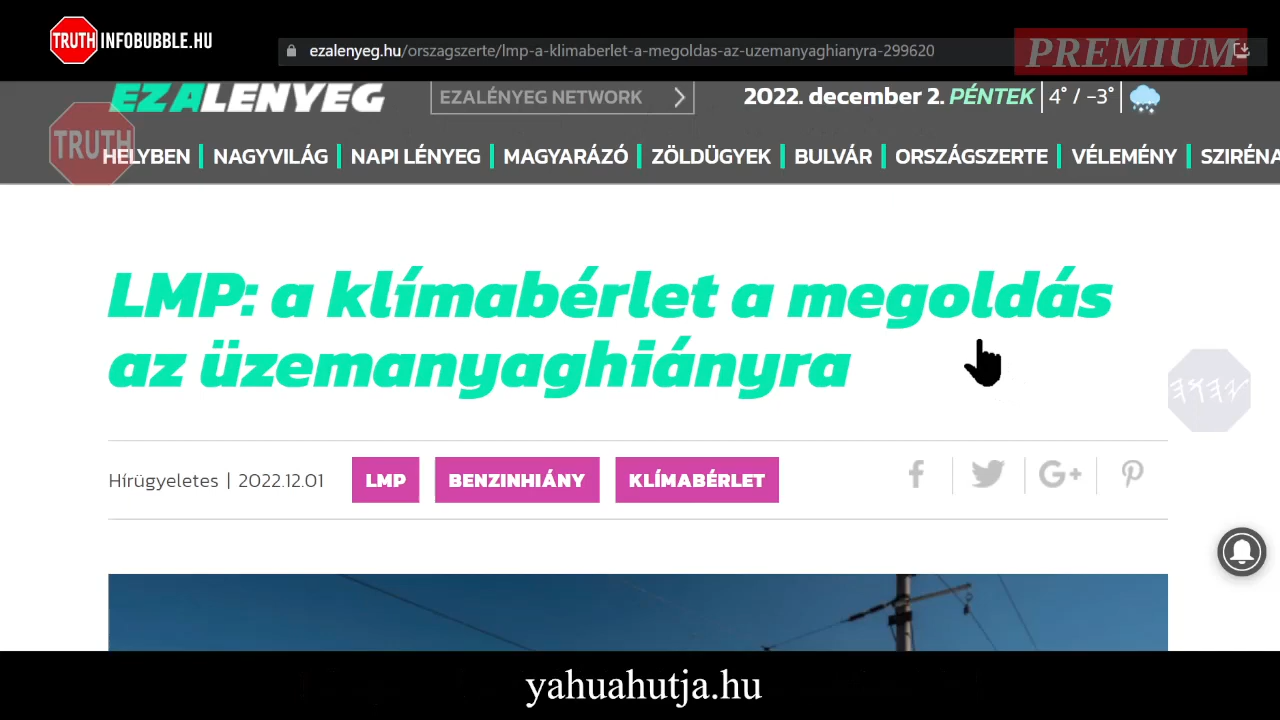 TRUTH INFOBUBBLE.HU
ezalenyeg.hu/orszagszerte/lmp-a-klimaberlet-a-megoldas-az-uzemanyaghianyra-299620
PREMIUM
EZ A LÉNYEG
EZALÉNYEG NETWORK
2022. december 2. PÉNTEK
4° / -3°
TRUTH
HELYBEN
NAGYVILÁG
NAPI LÉNYEG
MAGYARÁZÓ
ZÖLDÜGYEK
BULVÁR
ORSZÁGSZERTE
VÉLEMÉNY
SZIRÉNA
LMP: a klímabérlet a megoldás
az üzemanyaghiányra
Hírügyeletes | 2022.12.01
LMP
BENZINHIÁNY
KLÍMABÉRLET
yahuahutja.hu